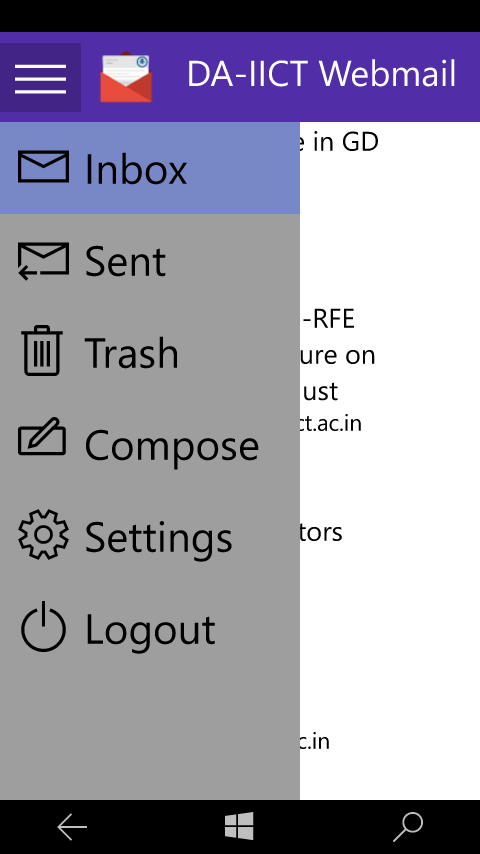 DA-IICT Webmail
Inbox
Sent
Trash
Compose
Settings
Logout
in GD
-RFE
ure on
ust
ct.ac.in
tors
c.in